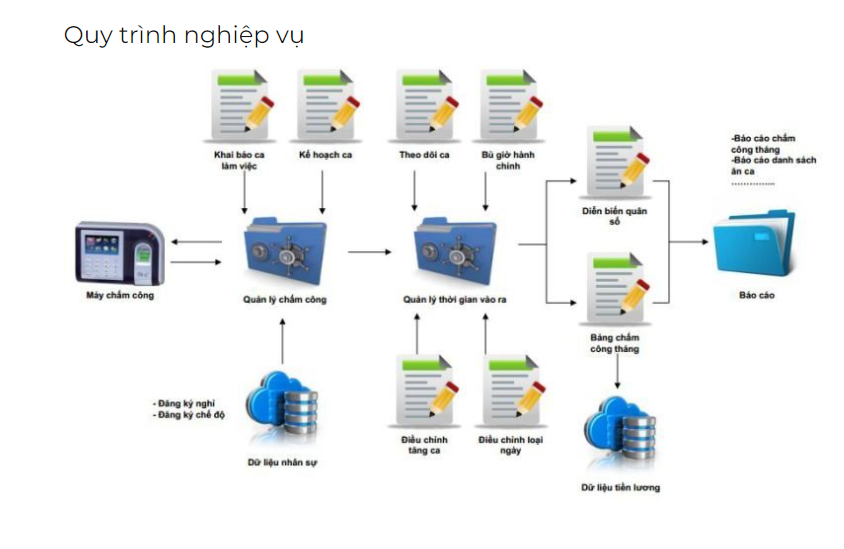 Quy trình nghiệp vụ
Khai báo ca
làm việc
Kế hoạch ca
Theo dõi ca
Bù giờ hành
chính
-Báo cáo chấm
công tháng
-Báo cáo danh sách
ăn ca
...............
Diễn biến quân
số
Máy chấm công
Quản lý chấm công
Quản lý thời gian vào ra
Báo cáo
Bảng chấm
công tháng
- Đăng ký nghỉ
- Đăng ký chế độ
Dữ liệu nhân sự
Điều chỉnh
tăng ca
Điều chỉnh loại
ngày
Dữ liệu tiền lương